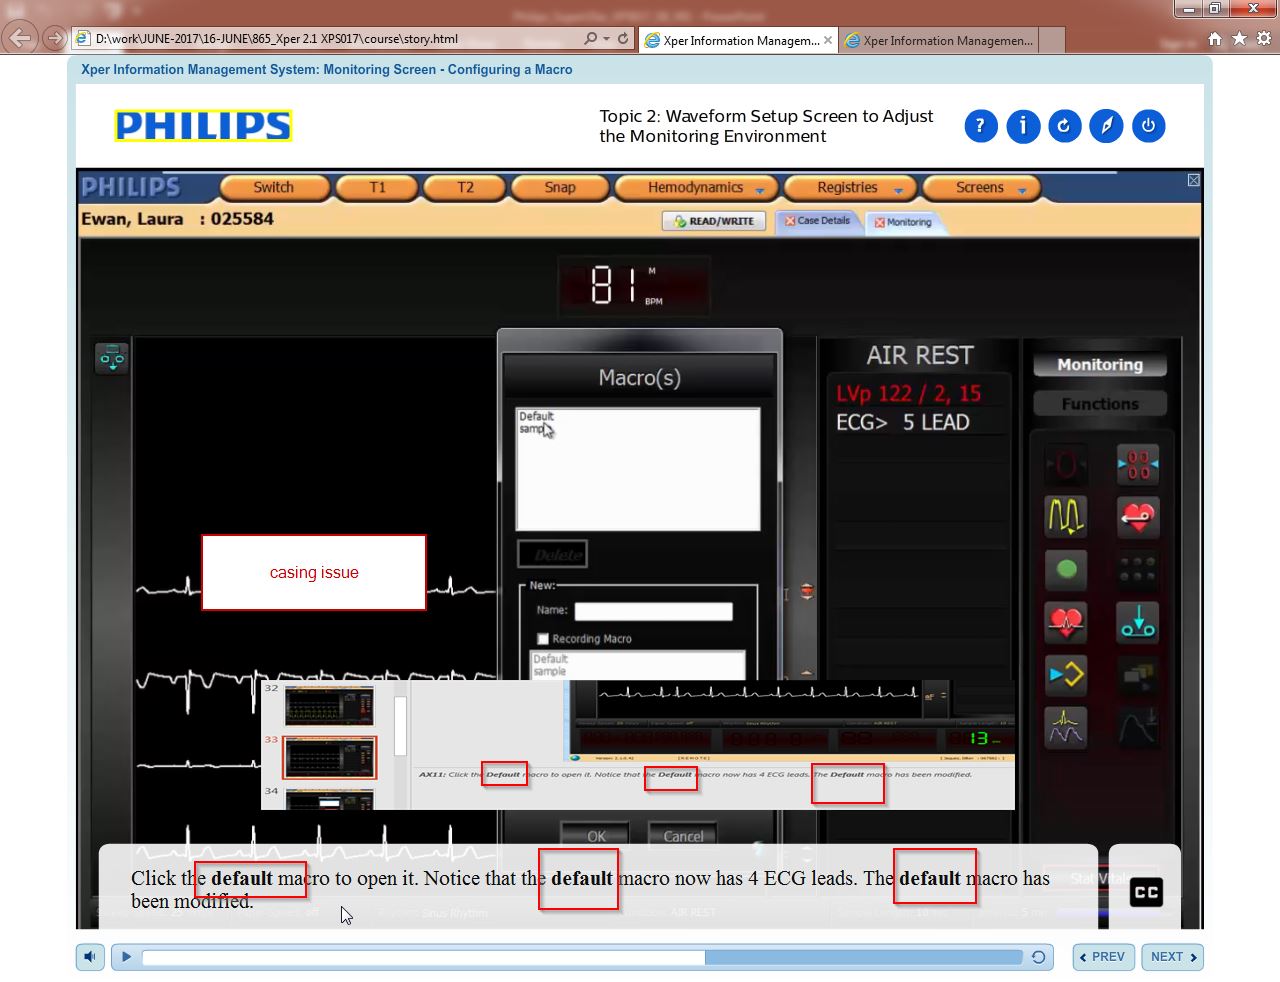 D:\work\JUNE-2017\16-JUNE\865_Xper 2.1 XPS017\course\story.html
Xper Information Managem...
Xper Information Managemen...
Xper Information Management System: Monitoring Screen - Configuring a Macro
PHILIPS
Topic 2: Waveform Setup Screen to Adjust
the Monitoring Environment
PHILIPS
Switch
T1
T2
Snap
Hemodynamics
Registries
Screens
Ewan, Laura : 025584
READ/WRITE
Case Details
Monitoring
81
M
BPM
AIR REST
Monitoring
Macro(s)
LVp 122 / 2, 15
Functions
Default
ECG> 5 LEAD
Delete
casing issue
New:
Name:
Recording Macro
Default
sample
32
33
13
AX11: Click the Default macro to open it. Notice that the Default macro now has 4 ECG leads. The Default macro has been modified.
34
OK
Cancel
Click the default macro to open it. Notice that the default macro now has 4 ECG leads. The default macro has
been modified.
Stat Vitals
CC
Sinus Rhythm
AIR REST
PREV
NEXT